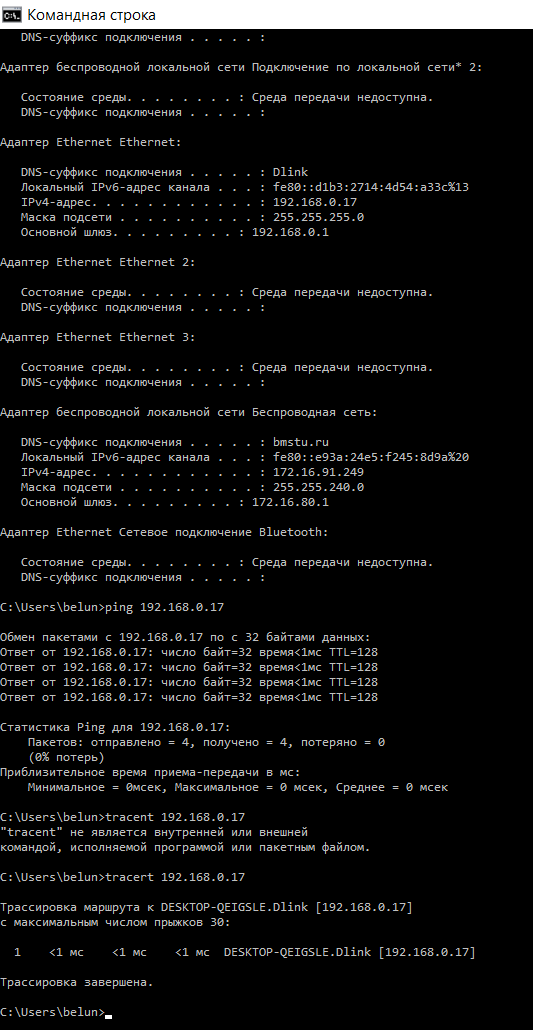 Командная строка
DNS-суффикс подключения . . . . . :
Адаптер беспроводной локальной сети Подключение по локальной сети* 2:
Состояние среды. . . . . . . . : Среда передачи недоступна.
DNS-суффикс подключения . . . . . :
Адаптер Ethernet Ethernet:
DNS-суффикс подключения . . . . . : Dlink
Локальный IPv6-адрес канала . . . : fe80::d1b3:2714:4d54:a33c%13
IPv4-адрес. . . . . . . . . . . . : 192.168.0.17
Маска подсети . . . . . . . . . . : 255.255.255.0
Основной шлюз. . . . . . . . . : 192.168.0.1
Адаптер Ethernet Ethernet 2:
Состояние среды. . . . . . . . : Среда передачи недоступна.
DNS-суффикс подключения . . . . . :
Адаптер Ethernet Ethernet 3:
Состояние среды. . . . . . . . : Среда передачи недоступна.
DNS-суффикс подключения . . . . . :
Адаптер беспроводной локальной сети Беспроводная сеть:
DNS-суффикс подключения . . . . . : bmstu.ru
Локальный IPv6-адрес канала . . . : fe80::e93a:24e5:f245:8d9a%20
IPv4-адрес. . . . . . . . . . . . : 172.16.91.249
Маска подсети . . . . . . . . . . : 255.255.240.0
Основной шлюз. . . . . . . . . : 172.16.80.1
Адаптер Ethernet Сетевое подключение Bluetooth:
Состояние среды. . . . . . . . : Среда передачи недоступна.
DNS-суффикс подключения . . . . . :
C:\Users\belun>ping 192.168.0.17
Обмен пакетами с 192.168.0.17 по с 32 байтами данных:
Ответ от 192.168.0.17: число байт=32 время<1мс TTL=128
Ответ от 192.168.0.17: число байт=32 время<1мс TTL=128
Ответ от 192.168.0.17: число байт=32 время<1мс TTL=128
Ответ от 192.168.0.17: число байт=32 время<1мс TTL=128
Статистика Ping для 192.168.0.17:
Пакетов: отправлено = 4, получено = 4, потеряно = 0
(0% потерь)
Приблизительное время приема-передачи в мс:
Минимальное = 0мсек, Максимальное = 0 мсек, Среднее = 0 мсек
C:\Users\belun>tracent 192.168.0.17
"tracent" не является внутренней или внешней
командой, исполняемой программой или пакетным файлом.
C:\Users\belun>tracert 192.168.0.17
Трассировка маршрута к DESKTOP-QEIGSLE.Dlink [192.168.0.17]
с максимальным числом прыжков 30:
1 <1 мс <1 мс <1 мс DESKTOP-QEIGSLE.Dlink [192.168.0.17]
Трассировка завершена.
C:\Users\belun>